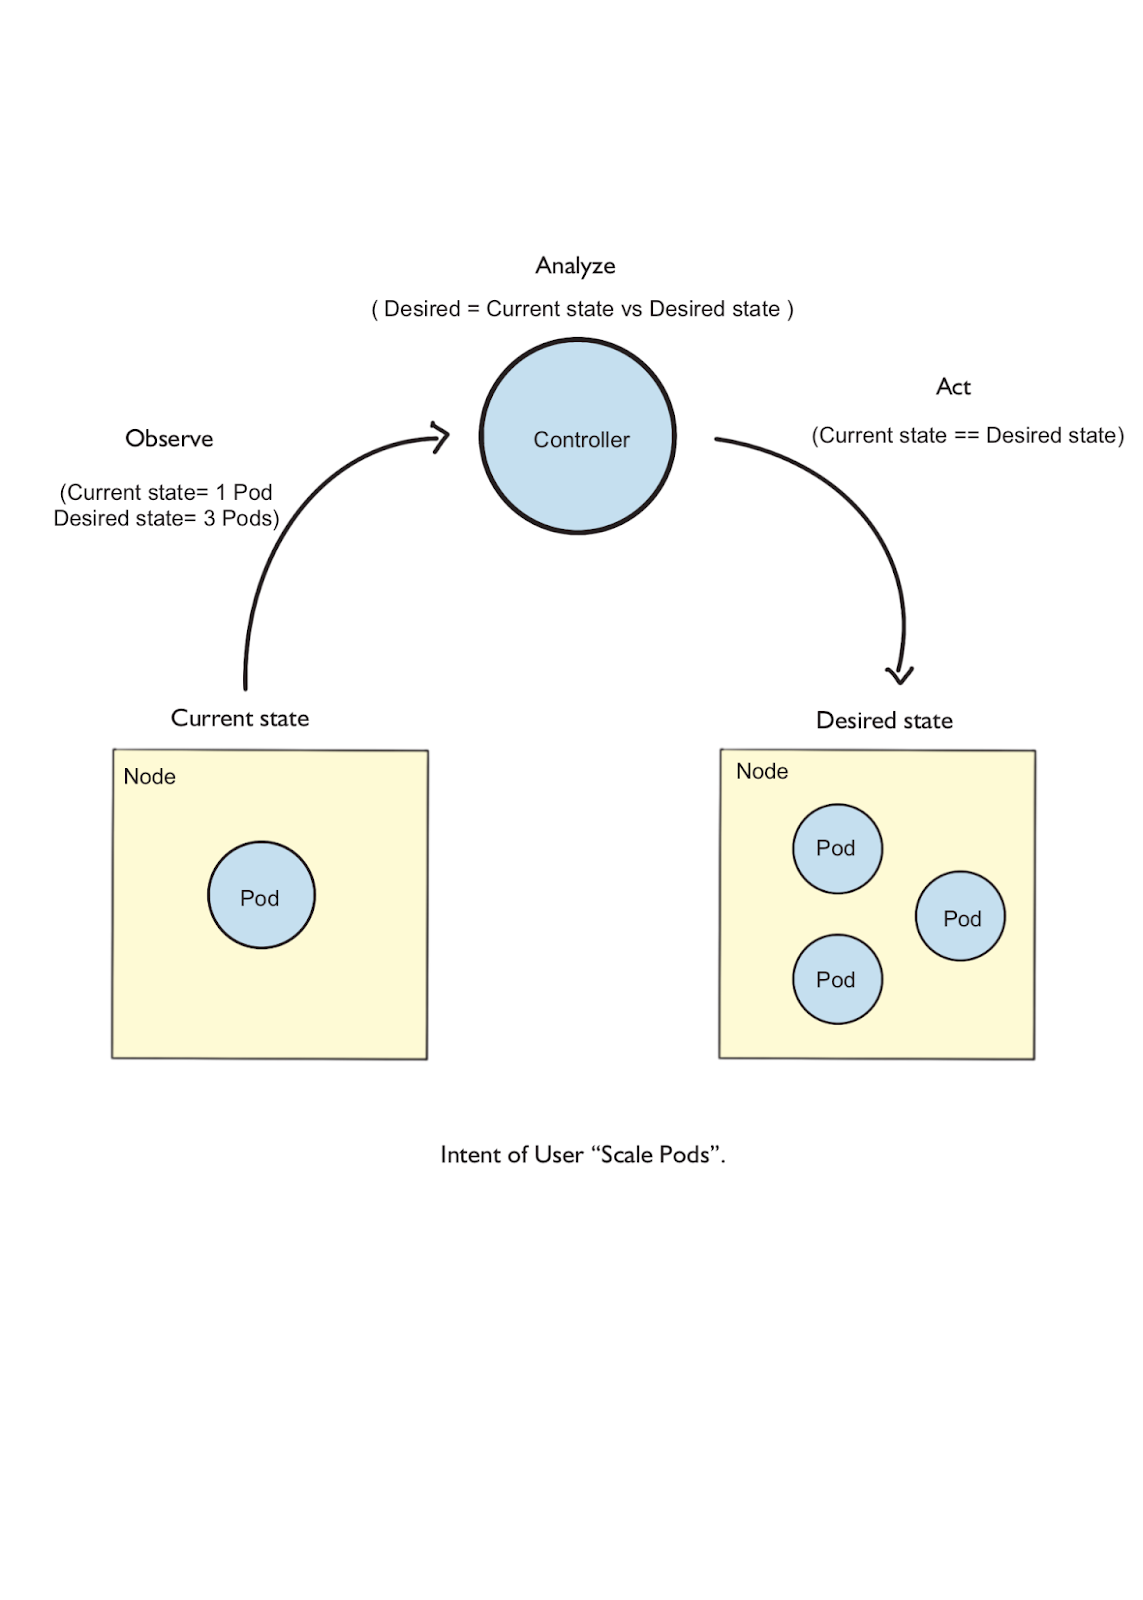 Analyze
( Desired = Current state vs Desired state )
Controller
Act
(Current state == Desired state)
Observe
(Current state= 1 Pod
Desired state= 3 Pods)
Current state
Node
Pod
Desired state
Node
Pod
Pod
Pod
Intent of User “Scale Pods”.